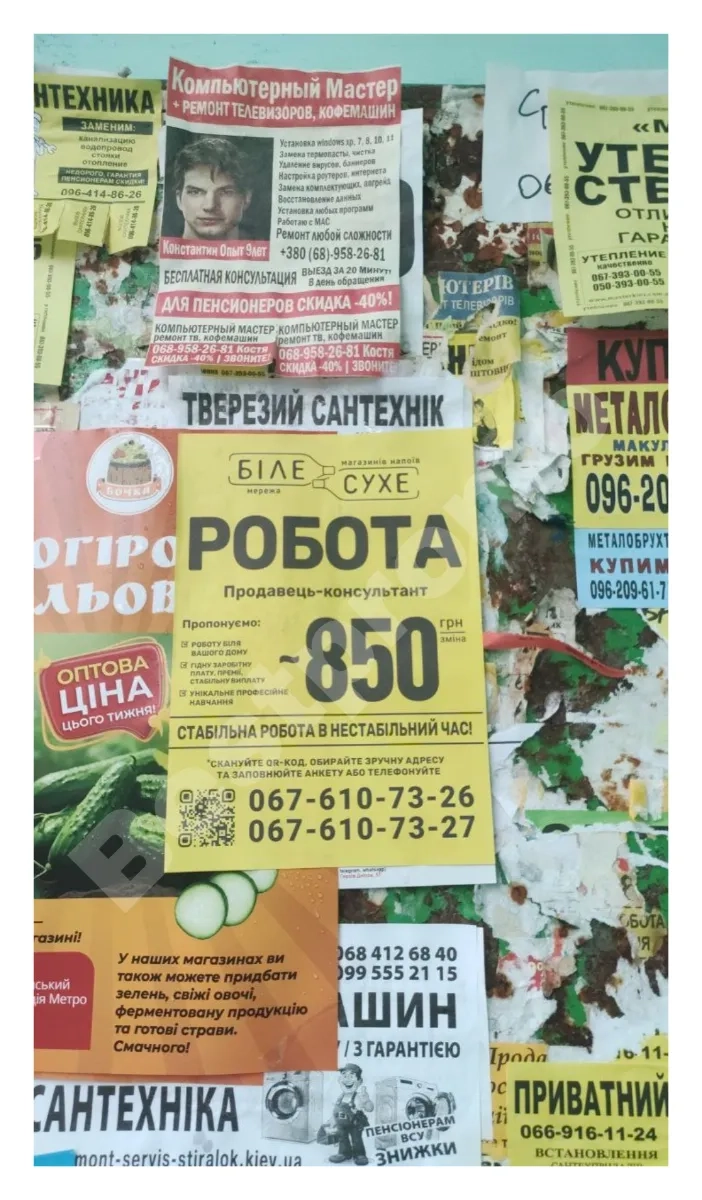 НТЕХНИКА
ЗАМЕНИМ:
канализацию
водопровод
стояки
отопление
НЕДОРОГО, ГАРАНТИЯ
ПЕНСИОНЕРАМ СКИДКИ!
096-414-86-26
Компьютерный Мастер
+ РЕМОНТ ТЕЛЕВИЗОРОВ, КОФЕМАШИН
Установка windows xp, 7, 8, 10, 11
Замена термопасты, чистка
Удаление вирусов, баннеров
Настройка роутеров, интернета
Замена комплектующих, апгрейд
Восстановление данных
Установка любых программ
Работаю с MAC
Ремонт любой сложности
+380 (68)-958-26-81
Константин Опыт 9лет
БЕСПЛАТНАЯ КОНСУЛЬТАЦИЯ
ВЫЕЗД ЗА 20 МИНУТ!
В день обращения
ДЛЯ ПЕНСИОНЕРОВ СКИДКА -40%!
КОМПЬЮТЕРНЫЙ МАСТЕР
ремонт тв, кофемашин
068-958-26-81 Костя
СКИДКА -40% | ЗВОНИТЕ
КОМПЬЮТЕРНЫЙ МАСТЕР
ремонт тв, кофемашин
068-958-26-81 Костя
СКИДКА -40% | ЗВОНИТЕ
«М
УТЕ
СТЕ
ОТЛИ
ГАРА
УТЕПЛЕНИЕ
качественно
067-393-00-55
050-393-00-55
ЮТЕРІВ
Т ТЕЛЕВІЗОРІВ
КУП
МЕТАЛО
МАКУЛ
ГРУЗИМ
096-20
МЕТАЛОБРУХТ
КУПИМ
096-209-61-7
ТВЕРЕЗИЙ САНТЕХНІК
БОЧКА
ОГІРО
ЛЬОВ
ОПТОВА
ЦІНА
ЦЬОГО ТИЖНЯ!
БІЛЕ
магазинів напоїв
мережа
СУХЕ
РОБОТА
Продавець-консультант
Пропонуємо:
РОБОТУ БІЛЯ
ВАШОГО ДОМУ
ГІДНУ ЗАРОБІТНУ
ПЛАТУ, ПРЕМІЇ,
СТАБІЛЬНУ ВИПЛАТУ
УНІКАЛЬНЕ ПРОФЕСІЙНЕ
НАВЧАННЯ
~850
грн
зміна
СТАБІЛЬНА РОБОТА В НЕСТАБІЛЬНИЙ ЧАС!
*СКАНУЙТЕ QR-КОД, ОБИРАЙТЕ ЗРУЧНУ АДРЕСУ
ТА ЗАПОВНЮЙТЕ АНКЕТУ АБО ТЕЛЕФОНУЙТЕ
067-610-73-26
067-610-73-27
газині!
ський
дія Метро
У наших магазинах ви
також можете придбати
зелень, свіжі овочі,
ферментовану продукцію
та готові страви.
Смачного!
068 412 68 40
099 555 21 15
АШИН
/ З ГАРАНТІЄЮ
ПЕНСІОНЕРАМ
ВСУ
ЗНИЖКИ
САНТЕХНІКА
mont-servis-stiralok.kiev.ua
ПРИВАТНИЙ
066-916-11-24
ВСТАНОВЛЕННЯ